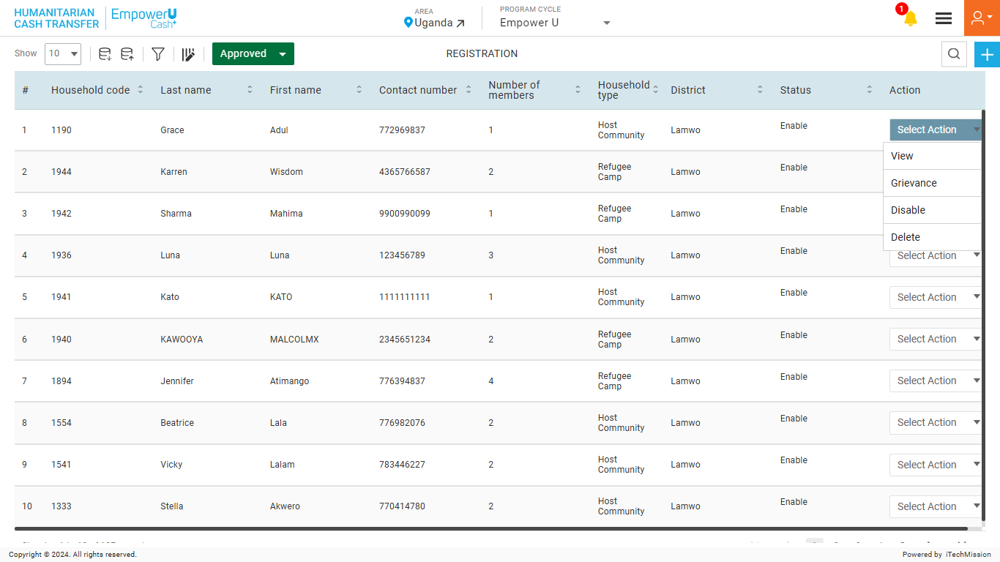 HUMANITARIAN
CASH TRANSFER
EmpowerU
Cash+
AREA
Uganda
PROGRAM CYCLE
Empower U
1
Show 10 Approved REGISTRATION
# Household code Last name First name Contact number Number of members Household type District Status Action
1 1190 Grace Adul 772969837 1 Host Community Lamwo Enable Select Action
View
Grievance
Disable
Delete
2 1944 Karren Wisdom 4365766587 2 Refugee Camp Lamwo Enable
3 1942 Sharma Mahima 9900990099 1 Refugee Camp Lamwo Enable
4 1936 Luna Luna 123456789 3 Host Community Lamwo Enable Select Action
5 1941 Kato KATO 1111111111 1 Host Community Lamwo Enable Select Action
6 1940 KAWOOYA MALCOLMX 2345651234 2 Refugee Camp Lamwo Enable Select Action
7 1894 Jennifer Atimango 776394837 4 Refugee Camp Lamwo Enable Select Action
8 1554 Beatrice Lala 776982076 2 Host Community Lamwo Enable Select Action
9 1541 Vicky Lalam 783446227 2 Host Community Lamwo Enable Select Action
10 1333 Stella Akwero 770414780 2 Host Community Lamwo Enable Select Action
Copyright © 2024. All rights reserved.
Powered by iTechMission